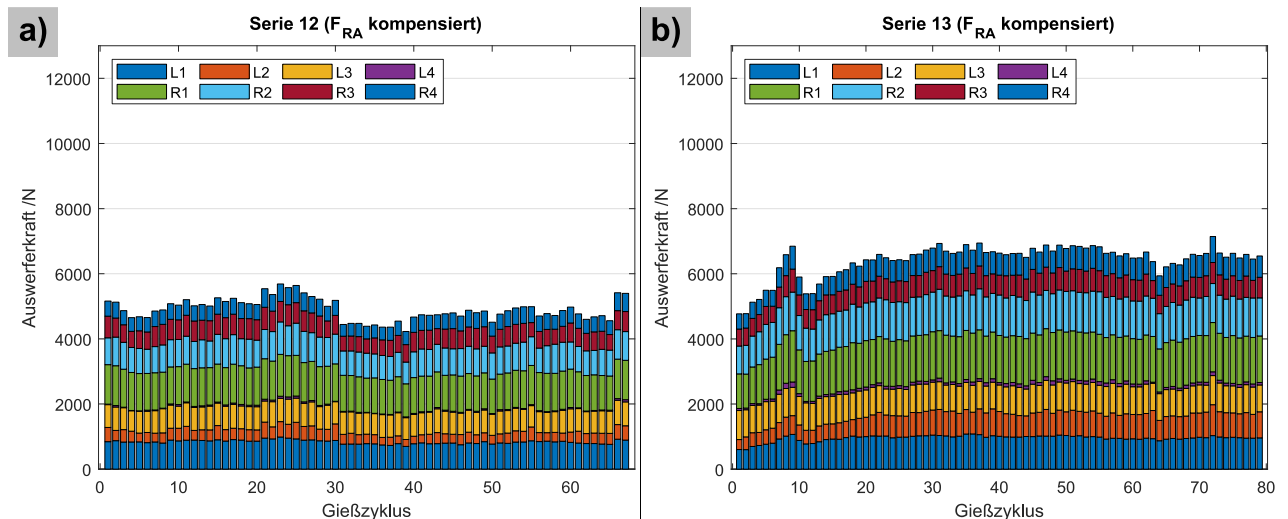 a)
Serie 12 (F_RA kompensiert)
12000
10000
8000
6000
4000
2000
0
Auswerferkraft /N
L1 L2 L3 L4
R1 R2 R3 R4
0 10 20 30 40 50 60
Gießzyklus
b)
Serie 13 (F_RA kompensiert)
12000
10000
8000
6000
4000
2000
0
Auswerferkraft /N
L1 L2 L3 L4
R1 R2 R3 R4
0 10 20 30 40 50 60 70 80
Gießzyklus